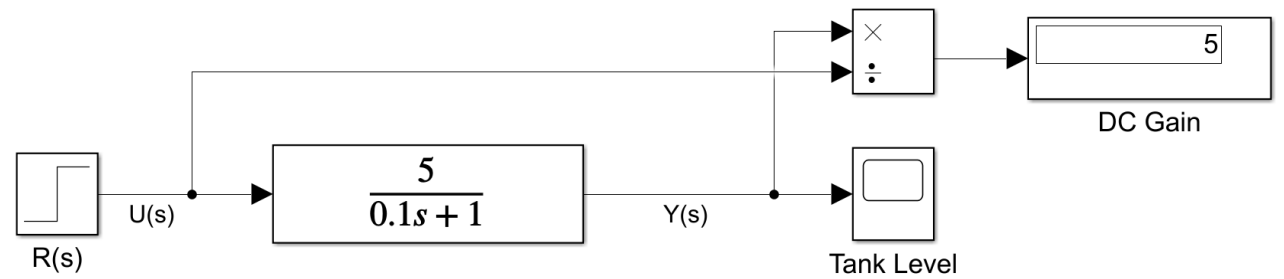 ×
÷
5
DC Gain
5
0.1s + 1
U(s)
Y(s)
R(s)
Tank Level